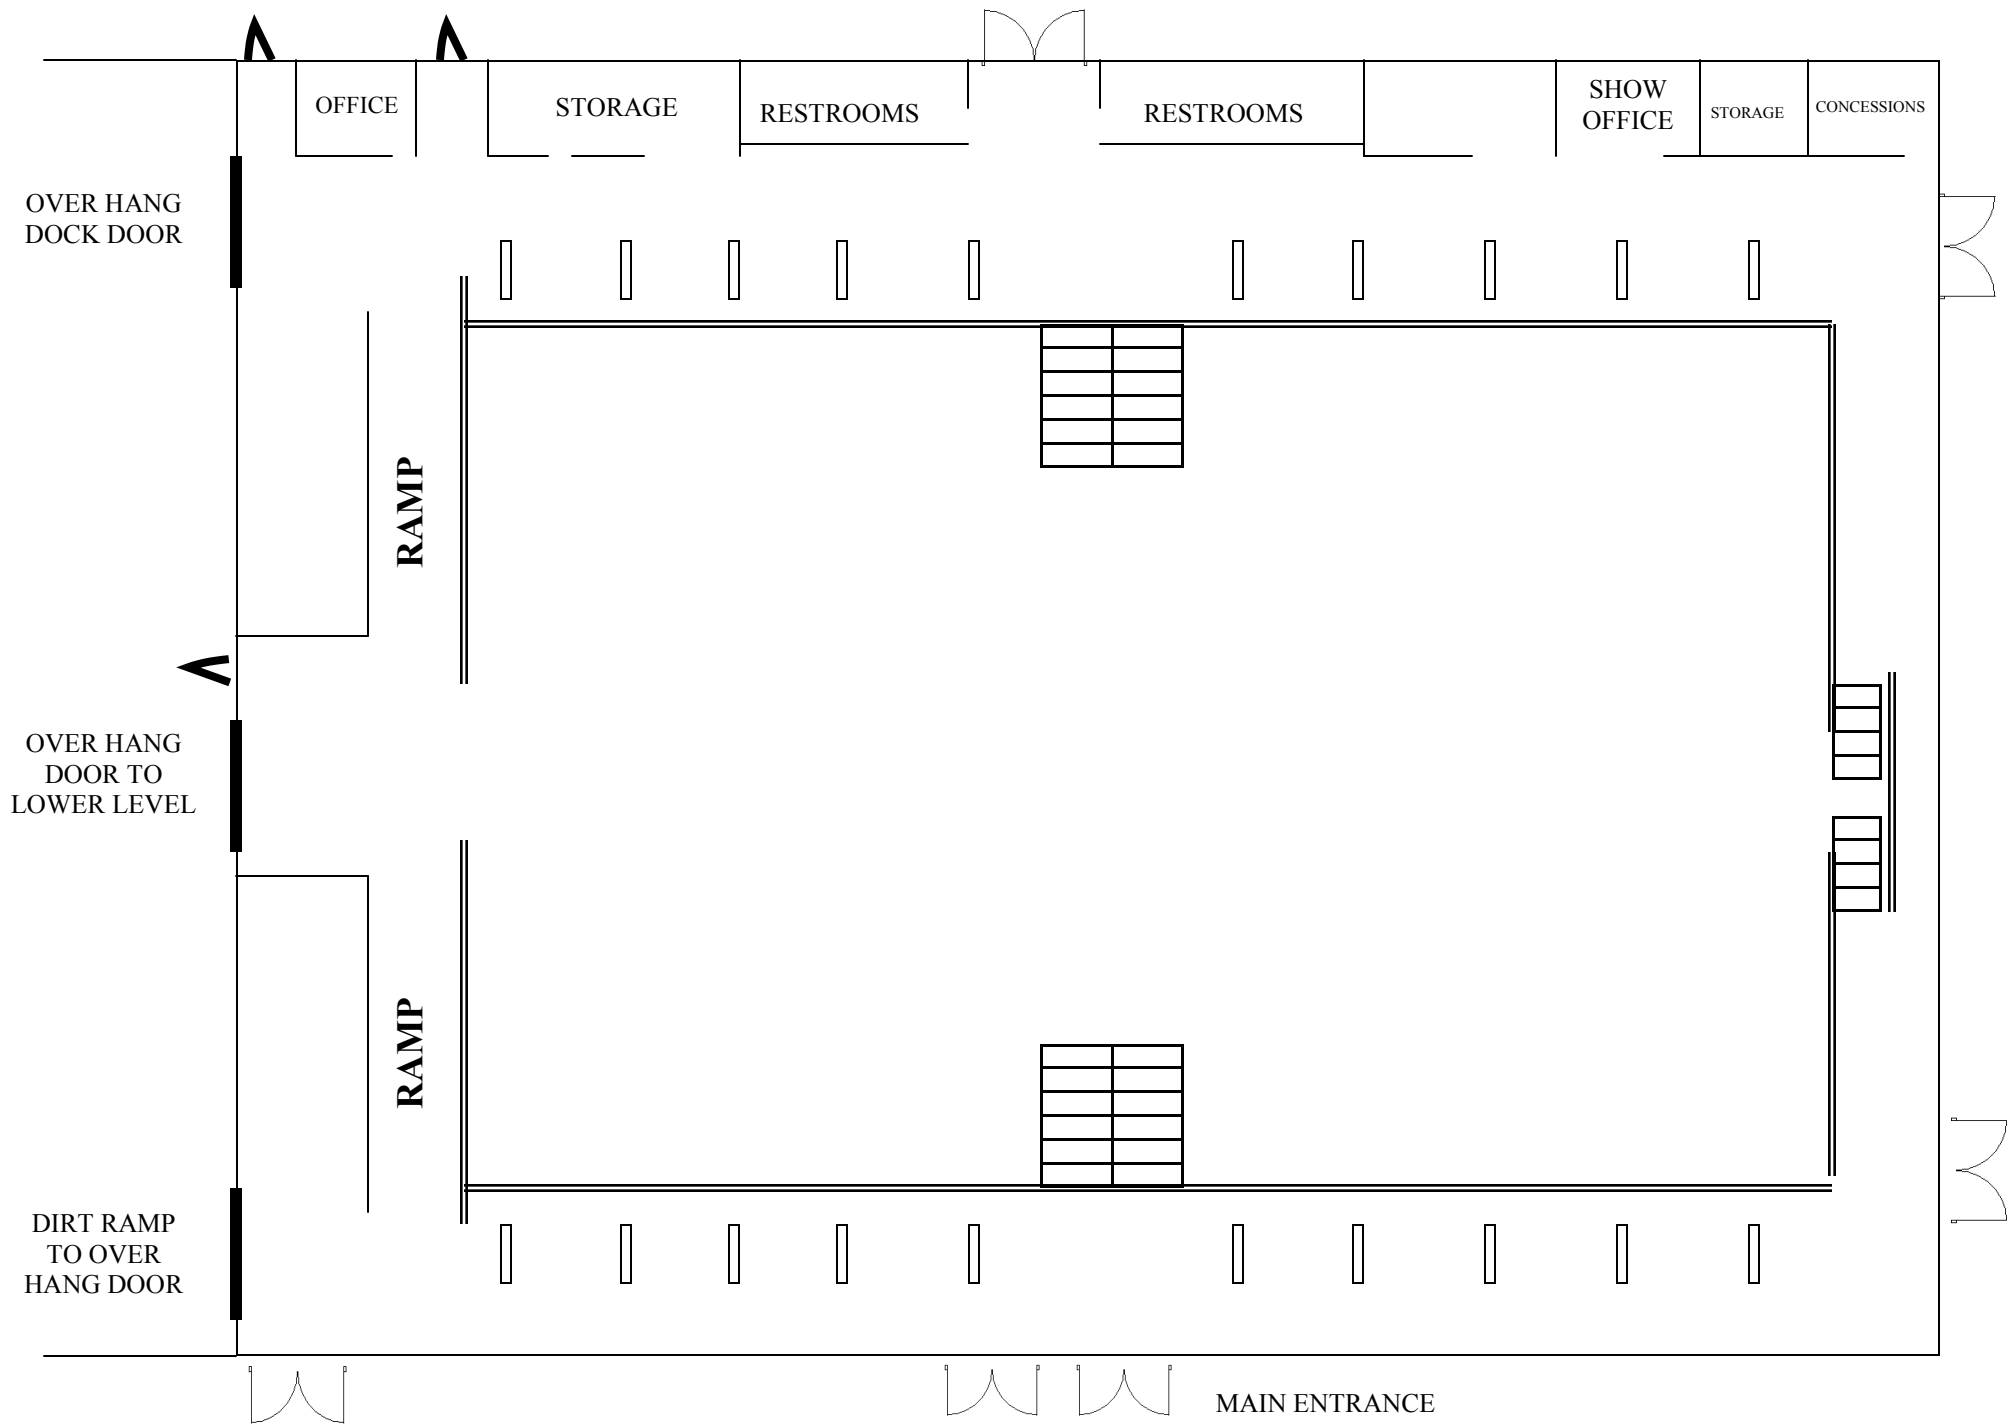 OFFICE
STORAGE
RESTROOMS
RESTROOMS
SHOW
OFFICE
STORAGE
CONCESSIONS
OVER HANG
DOCK DOOR
RAMP
OVER HANG
DOOR TO
LOWER LEVEL
RAMP
DIRT RAMP
TO OVER
HANG DOOR
MAIN ENTRANCE